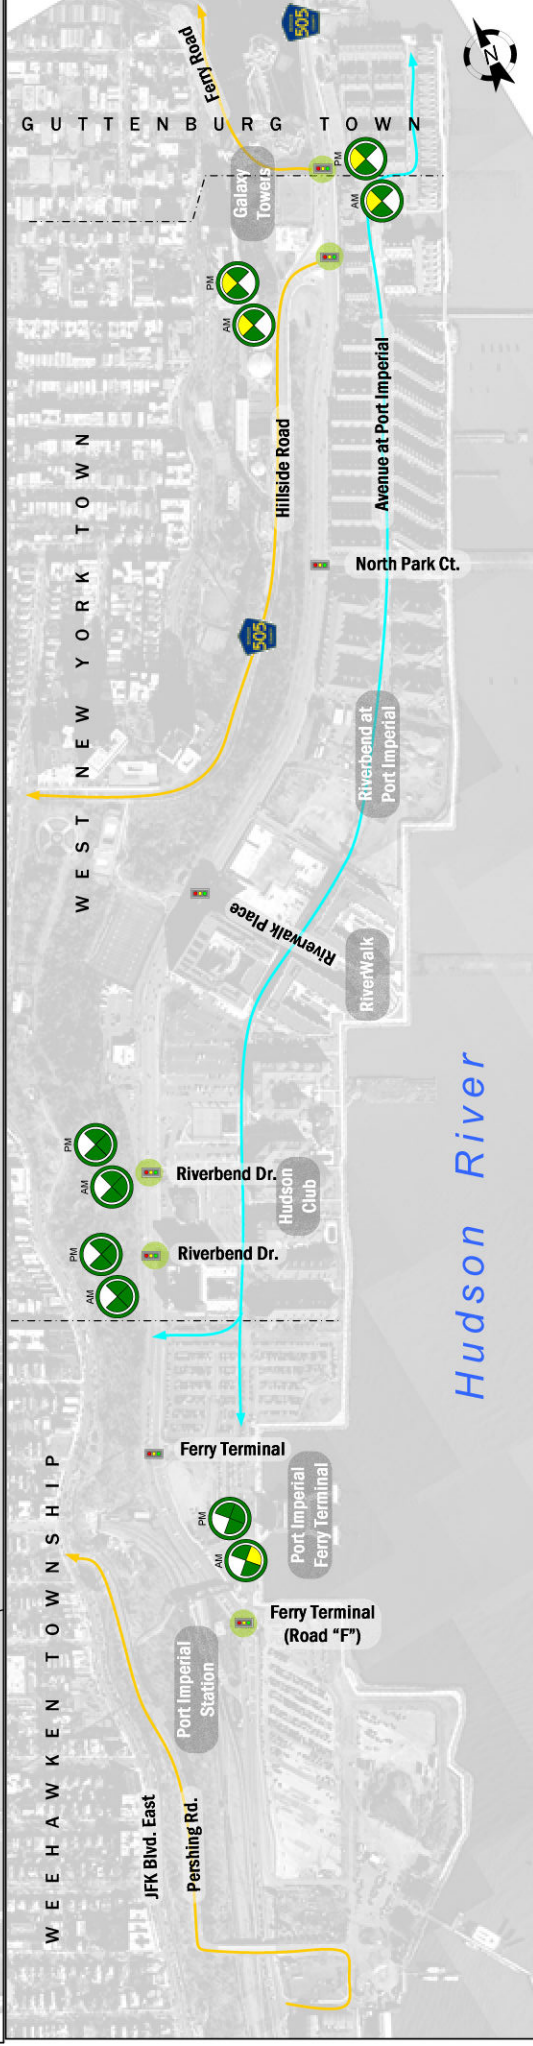 505
Ferry Road
N
GUTTENBURG TOWN
PM
AM
Galaxy
Towers
PM
AM
Hillside Road
Avenue at Port Imperial
WEST NEW YORK TOWN
North Park Ct.
505
Riverbend at
Port Imperial
Riverwalk Place
RiverWalk
Hudson River
PM
AM
Riverbend Dr.
Hudson
Club
PM
AM
Riverbend Dr.
Ferry Terminal
WEEHAWKEN TOWNSHIP
Port Imperial
Ferry Terminal
PM
AM
Ferry Terminal
(Road "F")
Port Imperial
Station
JFK Blvd. East
Pershing Rd.